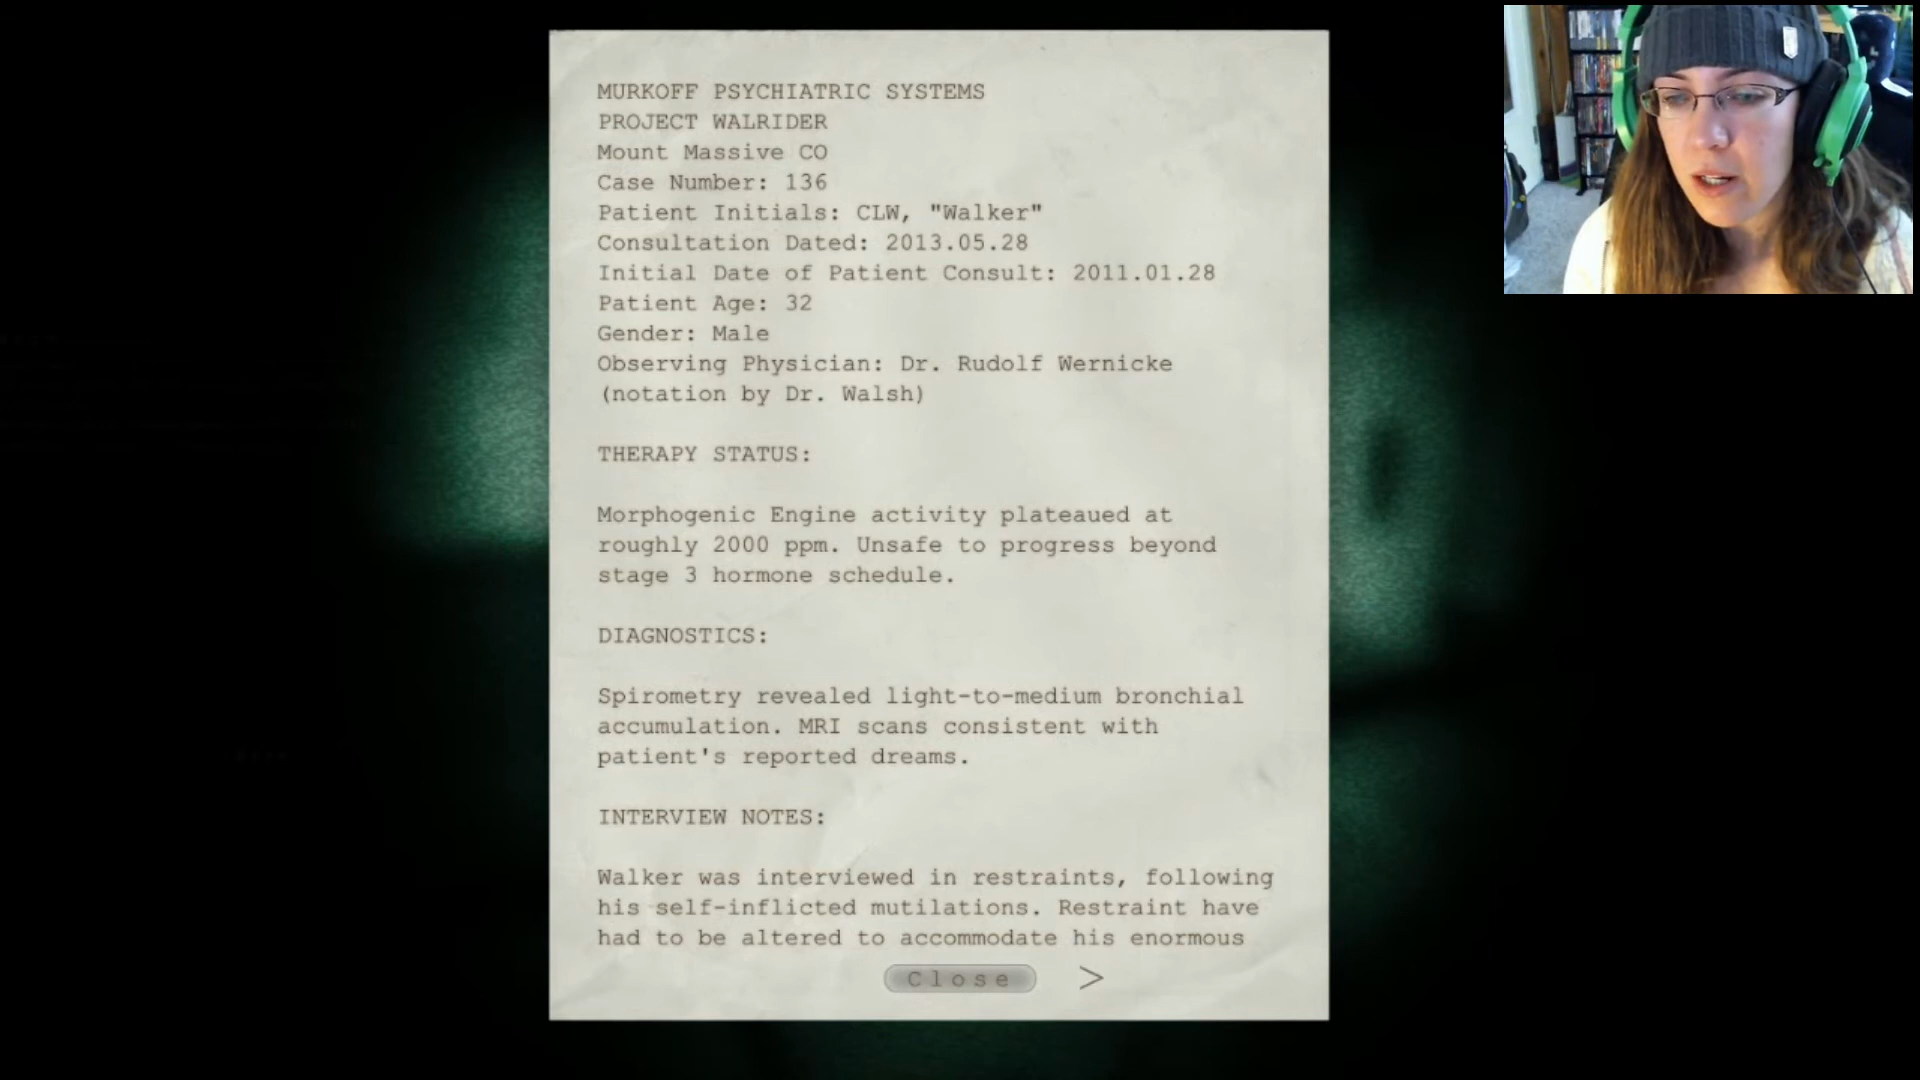 MURKOFF PSYCHIATRIC SYSTEMS
PROJECT WALRIDER
Mount Massive CO
Case Number: 136
Patient Initials: CLW, "Walker"
Consultation Dated: 2013.05.28
Initial Date of Patient Consult: 2011.01.28
Patient Age: 32
Gender: Male
Observing Physician: Dr. Rudolf Wernicke
(notation by Dr. Walsh)
THERAPY STATUS:
Morphogenic Engine activity plateaued at
roughly 2000 ppm. Unsafe to progress beyond
stage 3 hormone schedule.
DIAGNOSTICS:
Spirometry revealed light-to-medium bronchial
accumulation. MRI scans consistent with
patient's reported dreams.
INTERVIEW NOTES:
Walker was interviewed in restraints, following
his self-inflicted mutilations. Restraint have
had to be altered to accommodate his enormous
Close >